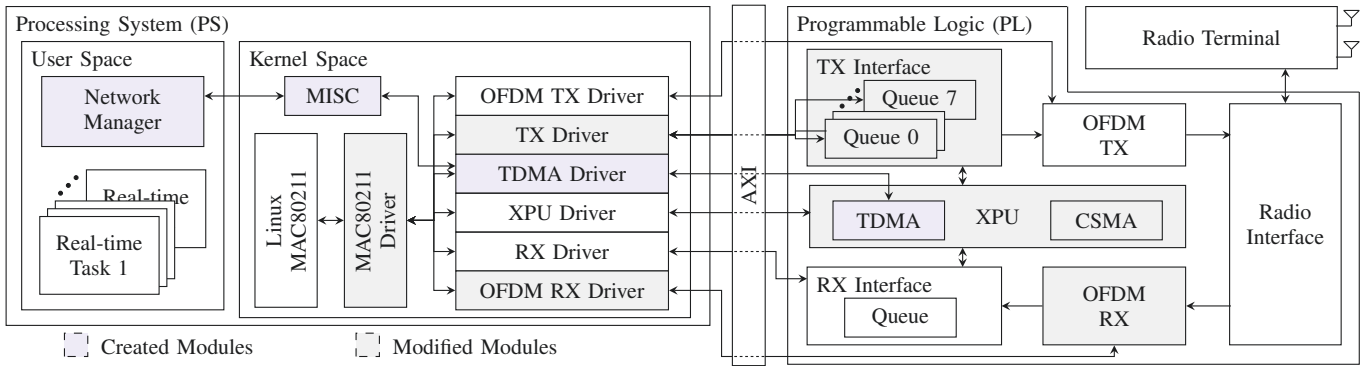 Processing System (PS)
User Space
Network
Manager
Real-time
Real-time
Task 1
Kernel Space
MISC
Linux
MAC80211
MAC80211
Driver
OFDM TX Driver
TX Driver
TDMA Driver
XPU Driver
RX Driver
OFDM RX Driver
AXI
Programmable Logic (PL)
TX Interface
Queue 7
Queue 0
OFDM
TX
TDMA
XPU
CSMA
RX Interface
Queue
OFDM
RX
Radio Terminal
Radio
Interface
Created Modules
Modified Modules